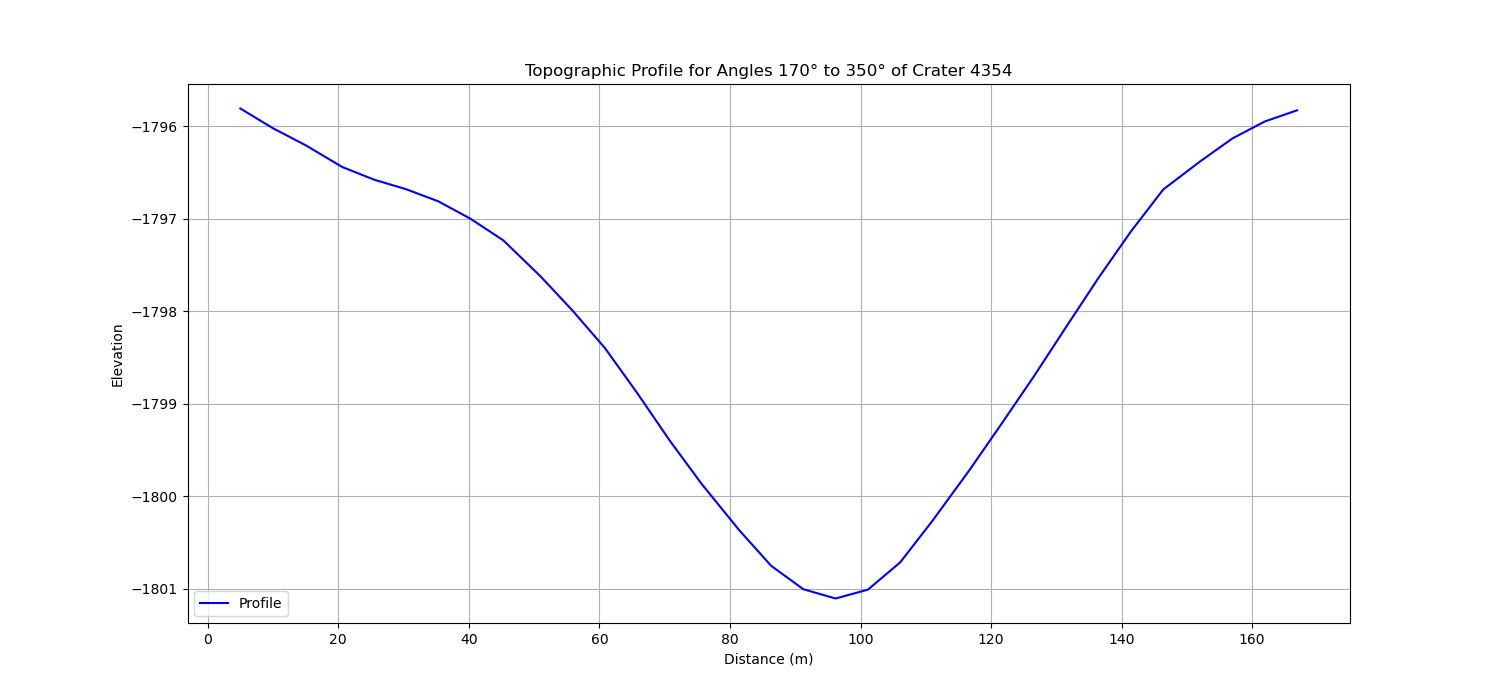 Topographic Profile for Angles 170° to 350° of Crater 4354
Elevation
−1796
−1797
−1798
−1799
−1800
−1801
Profile
0 20 40 60 80 100 120 140 160
Distance (m)